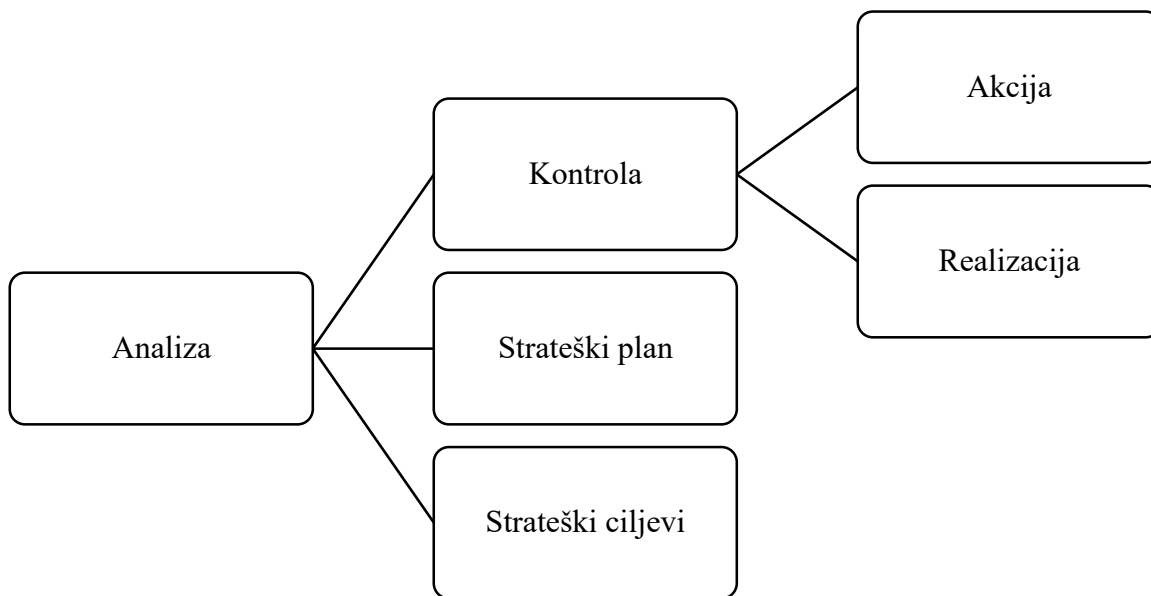 Akcija
Kontrola
Realizacija
Analiza
Strateški plan
Strateški ciljevi